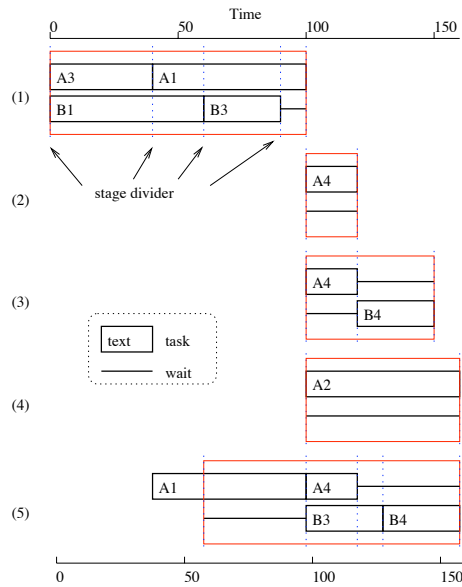 Time
0 50 100 150
A3 A1
(1)
B1 B3
stage divider
A4
(2)
A4
(3)
B4
text task
wait
A2
(4)
A1 A4
(5)
B3 B4
0 50 100 150